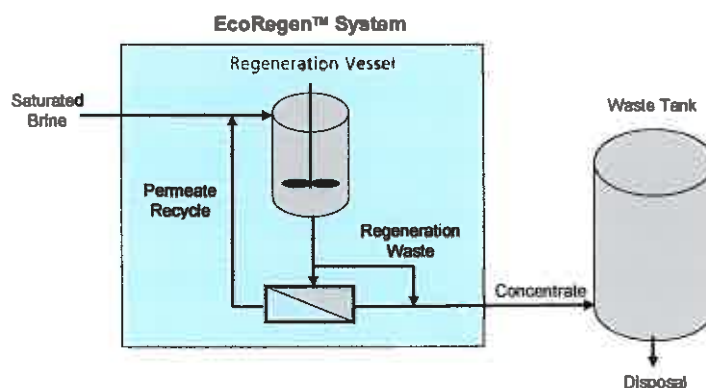 EcoRegen™ System
Regeneration Vessel
Saturated
Brine
Waste Tank
Permeate
Recycle
Regeneration
Waste
Concentrate
Disposal